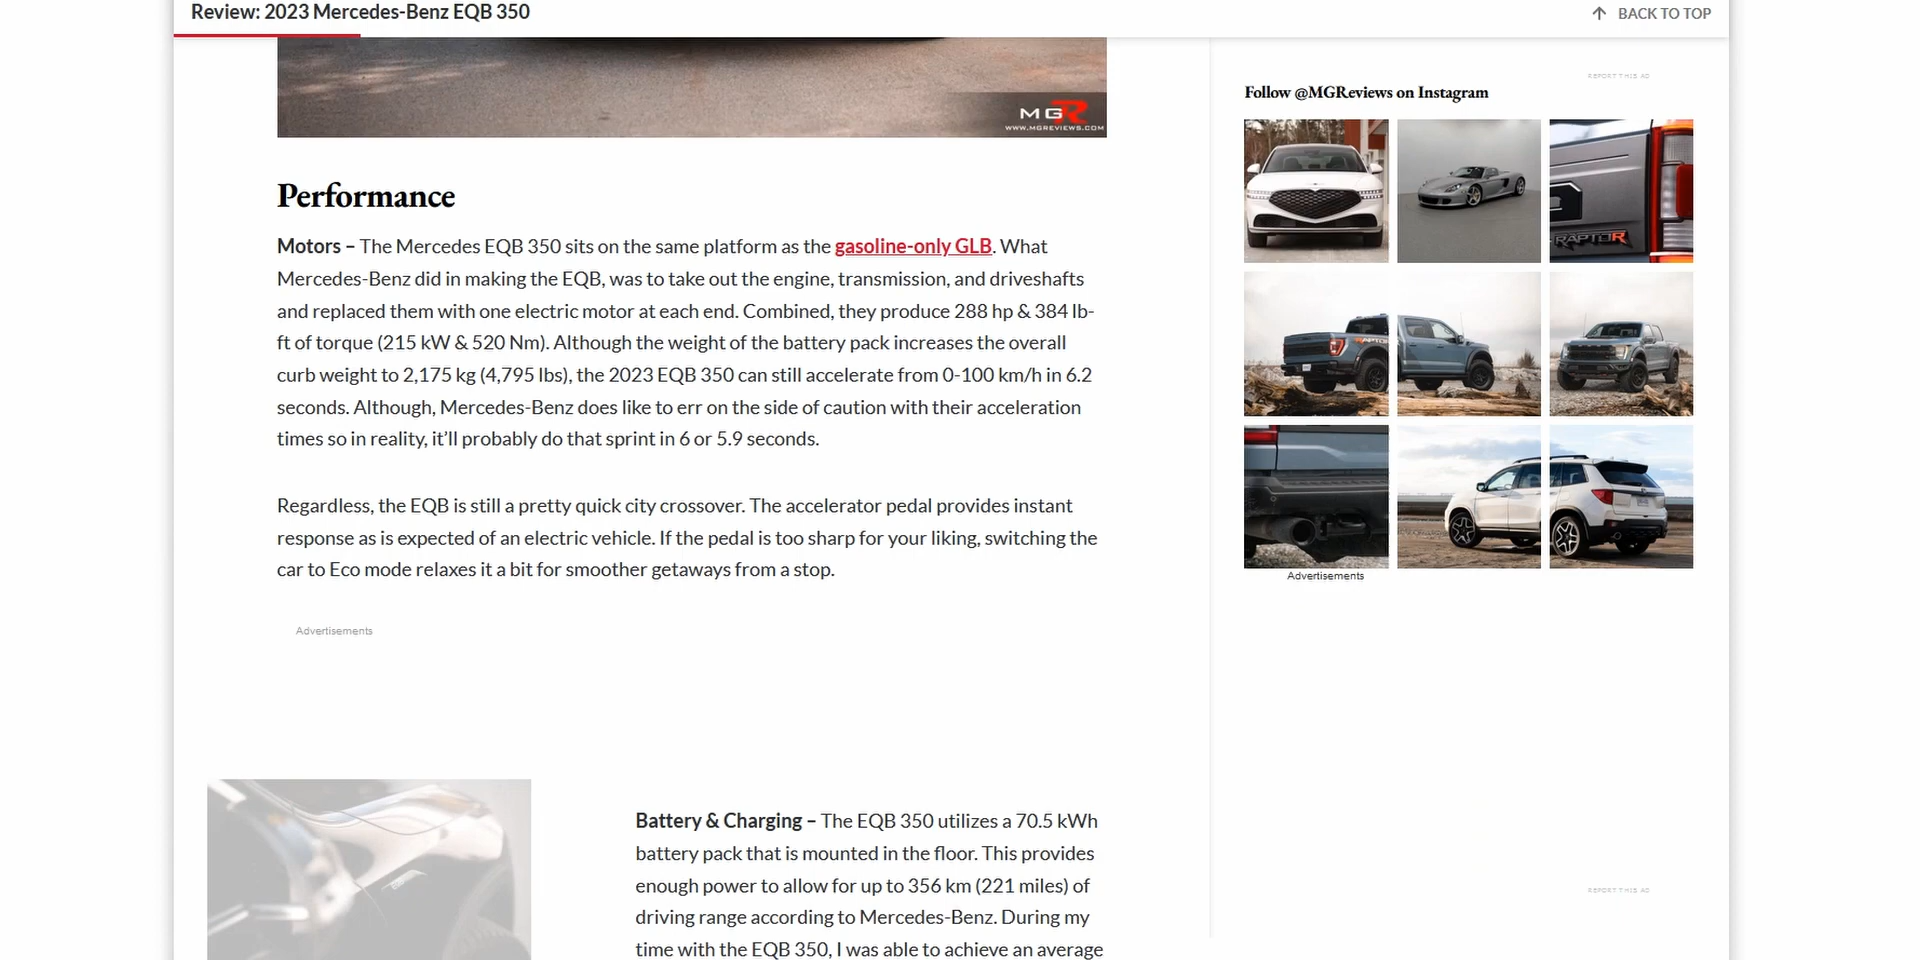 Review: 2023 Mercedes-Benz EQB 350
BACK TO TOP
MGR
WWW.MGREVIEWS.COM
Performance
Motors – The Mercedes EQB 350 sits on the same platform as the gasoline-only GLB. What
Mercedes-Benz did in making the EQB, was to take out the engine, transmission, and driveshafts
and replaced them with one electric motor at each end. Combined, they produce 288 hp & 384 lb-
ft of torque (215 kW & 520 Nm). Although the weight of the battery pack increases the overall
curb weight to 2,175 kg (4,795 lbs), the 2023 EQB 350 can still accelerate from 0-100 km/h in 6.2
seconds. Although, Mercedes-Benz does like to err on the side of caution with their acceleration
times so in reality, it’ll probably do that sprint in 6 or 5.9 seconds.
Regardless, the EQB is still a pretty quick city crossover. The accelerator pedal provides instant
response as is expected of an electric vehicle. If the pedal is too sharp for your liking, switching the
car to Eco mode relaxes it a bit for smoother getaways from a stop.
Advertisements
Battery & Charging – The EQB 350 utilizes a 70.5 kWh
battery pack that is mounted in the floor. This provides
enough power to allow for up to 356 km (221 miles) of
driving range according to Mercedes-Benz. During my
time with the EQB 350, I was able to achieve an average
REPORT THIS AD
Follow @MGReviews on Instagram
RAPTOR
RAPTOR
Advertisements
REPORT THIS AD